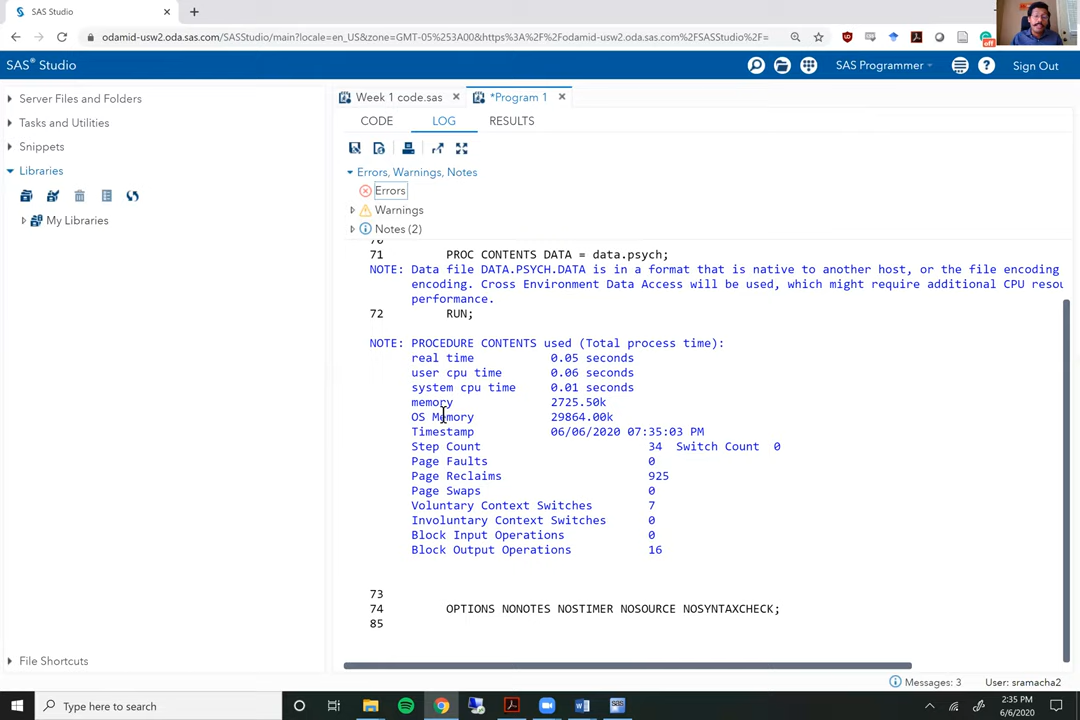 SAS Studio
odamid-usw2.oda.sas.com/SASStudio/main?locale=en_US&zone=GMT-05%253A00&https%3A%2F%2Fodamid-usw2.oda.sas.com%2FSASStudio%2F=
off
SAS® Studio
SAS Programmer
Sign Out
Server Files and Folders
Tasks and Utilities
Snippets
Libraries
My Libraries
File Shortcuts
Week 1 code.sas
*Program 1
CODE
LOG
RESULTS
Errors, Warnings, Notes
Errors
Warnings
Notes (2)
70
71 PROC CONTENTS DATA = data.psych;
NOTE: Data file DATA.PSYCH.DATA is in a format that is native to another host, or the file encoding
encoding. Cross Environment Data Access will be used, which might require additional CPU resou
performance.
72 RUN;
NOTE: PROCEDURE CONTENTS used (Total process time):
real time 0.05 seconds
user cpu time 0.06 seconds
system cpu time 0.01 seconds
memory 2725.50k
OS Memory 29864.00k
Timestamp 06/06/2020 07:35:03 PM
Step Count 34 Switch Count 0
Page Faults 0
Page Reclaims 925
Page Swaps 0
Voluntary Context Switches 7
Involuntary Context Switches 0
Block Input Operations 0
Block Output Operations 16
73
74 OPTIONS NONOTES NOSTIMER NOSOURCE NOSYNTAXCHECK;
85
Messages: 3
User: sramacha2
Type here to search
2:35 PM
6/6/2020